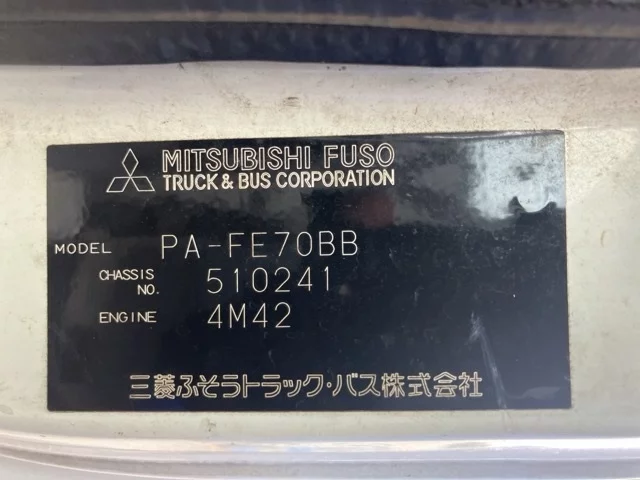 MITSUBISHI FUSO
TRUCK & BUS CORPORATION
MODEL PA-FE70BB
CHASSIS NO. 510241
ENGINE 4M42
三菱ふそうトラック・バス株式会社